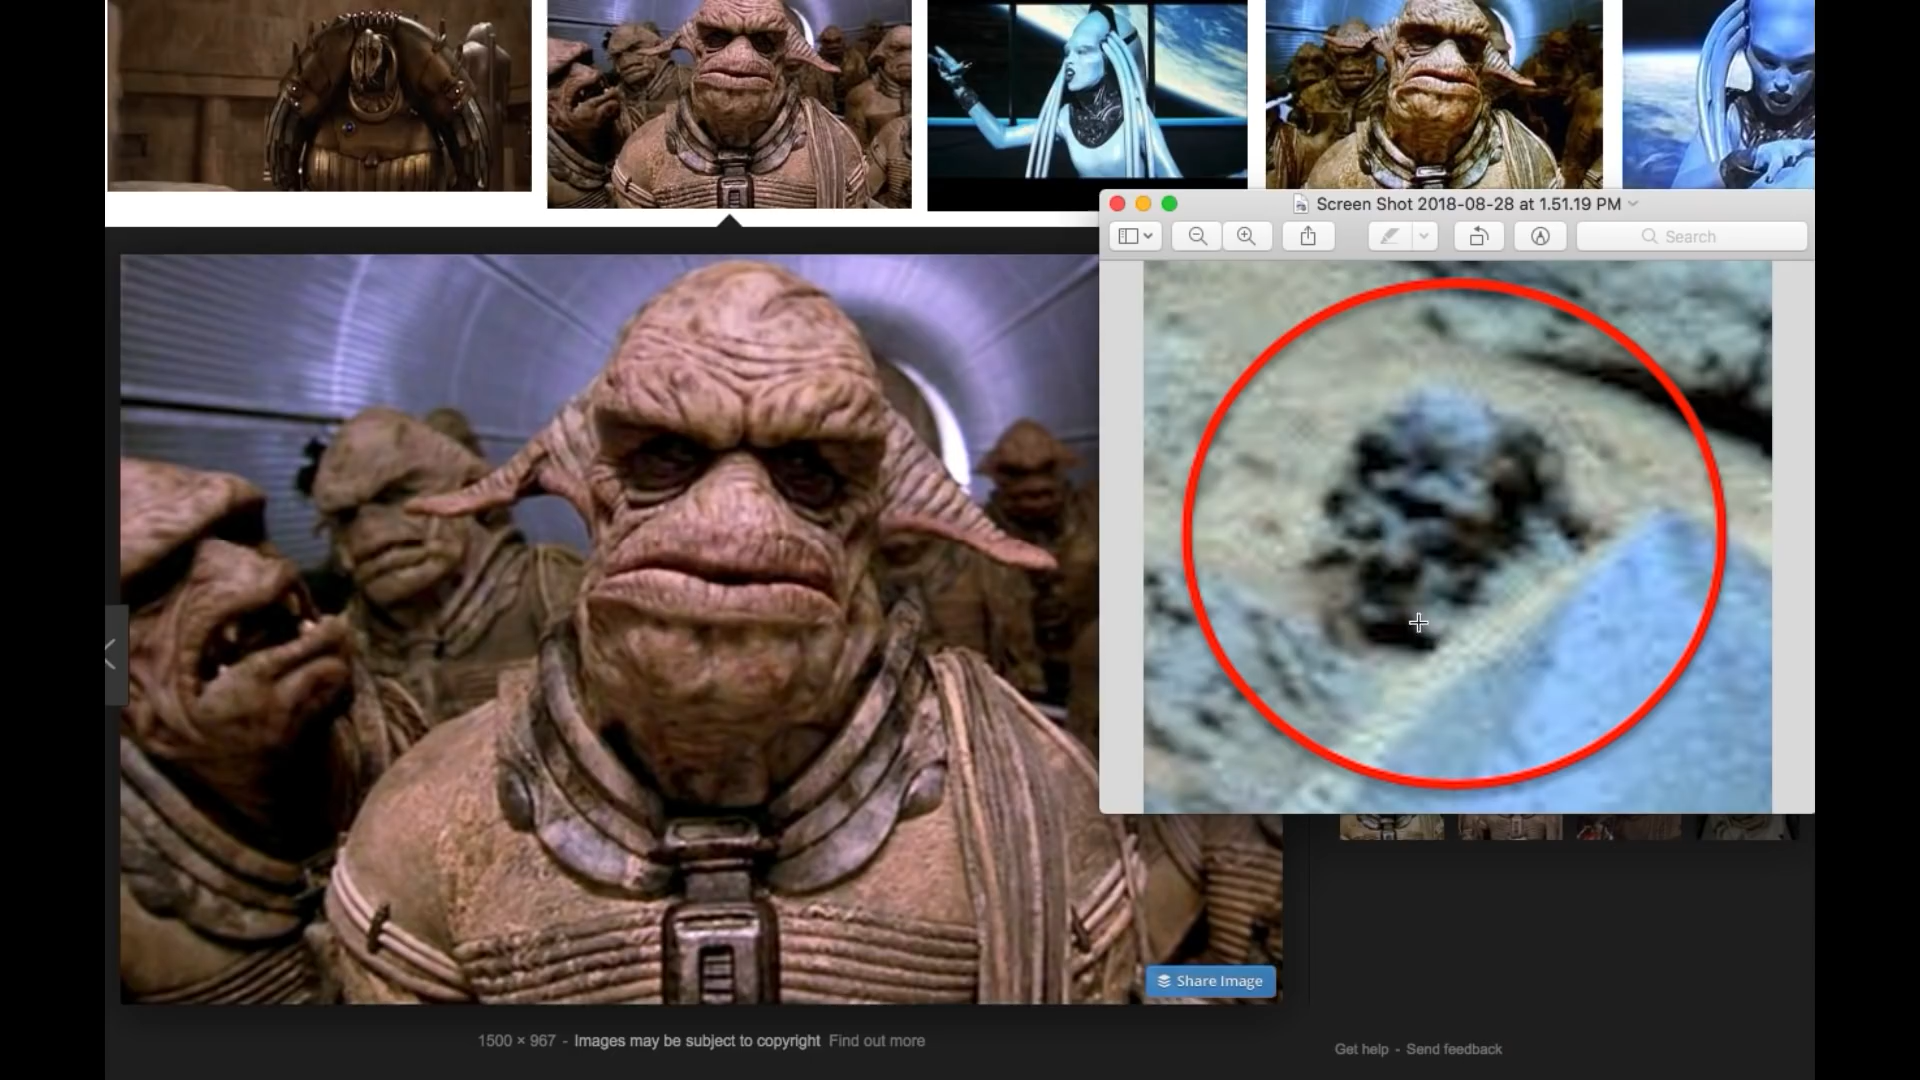 Screen Shot 2018-08-28 at 1.51.19 PM
Search
Share Image
1500 × 967 - Images may be subject to copyright Find out more
Get help - Send feedback